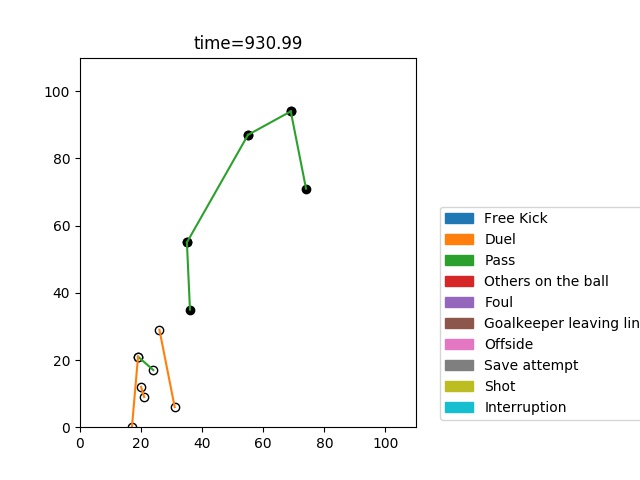 time=930.99
100
80
60
40
20
0
0 20 40 60 80 100
Free Kick
Duel
Pass
Others on the ball
Foul
Goalkeeper leaving lin
Offside
Save attempt
Shot
Interruption